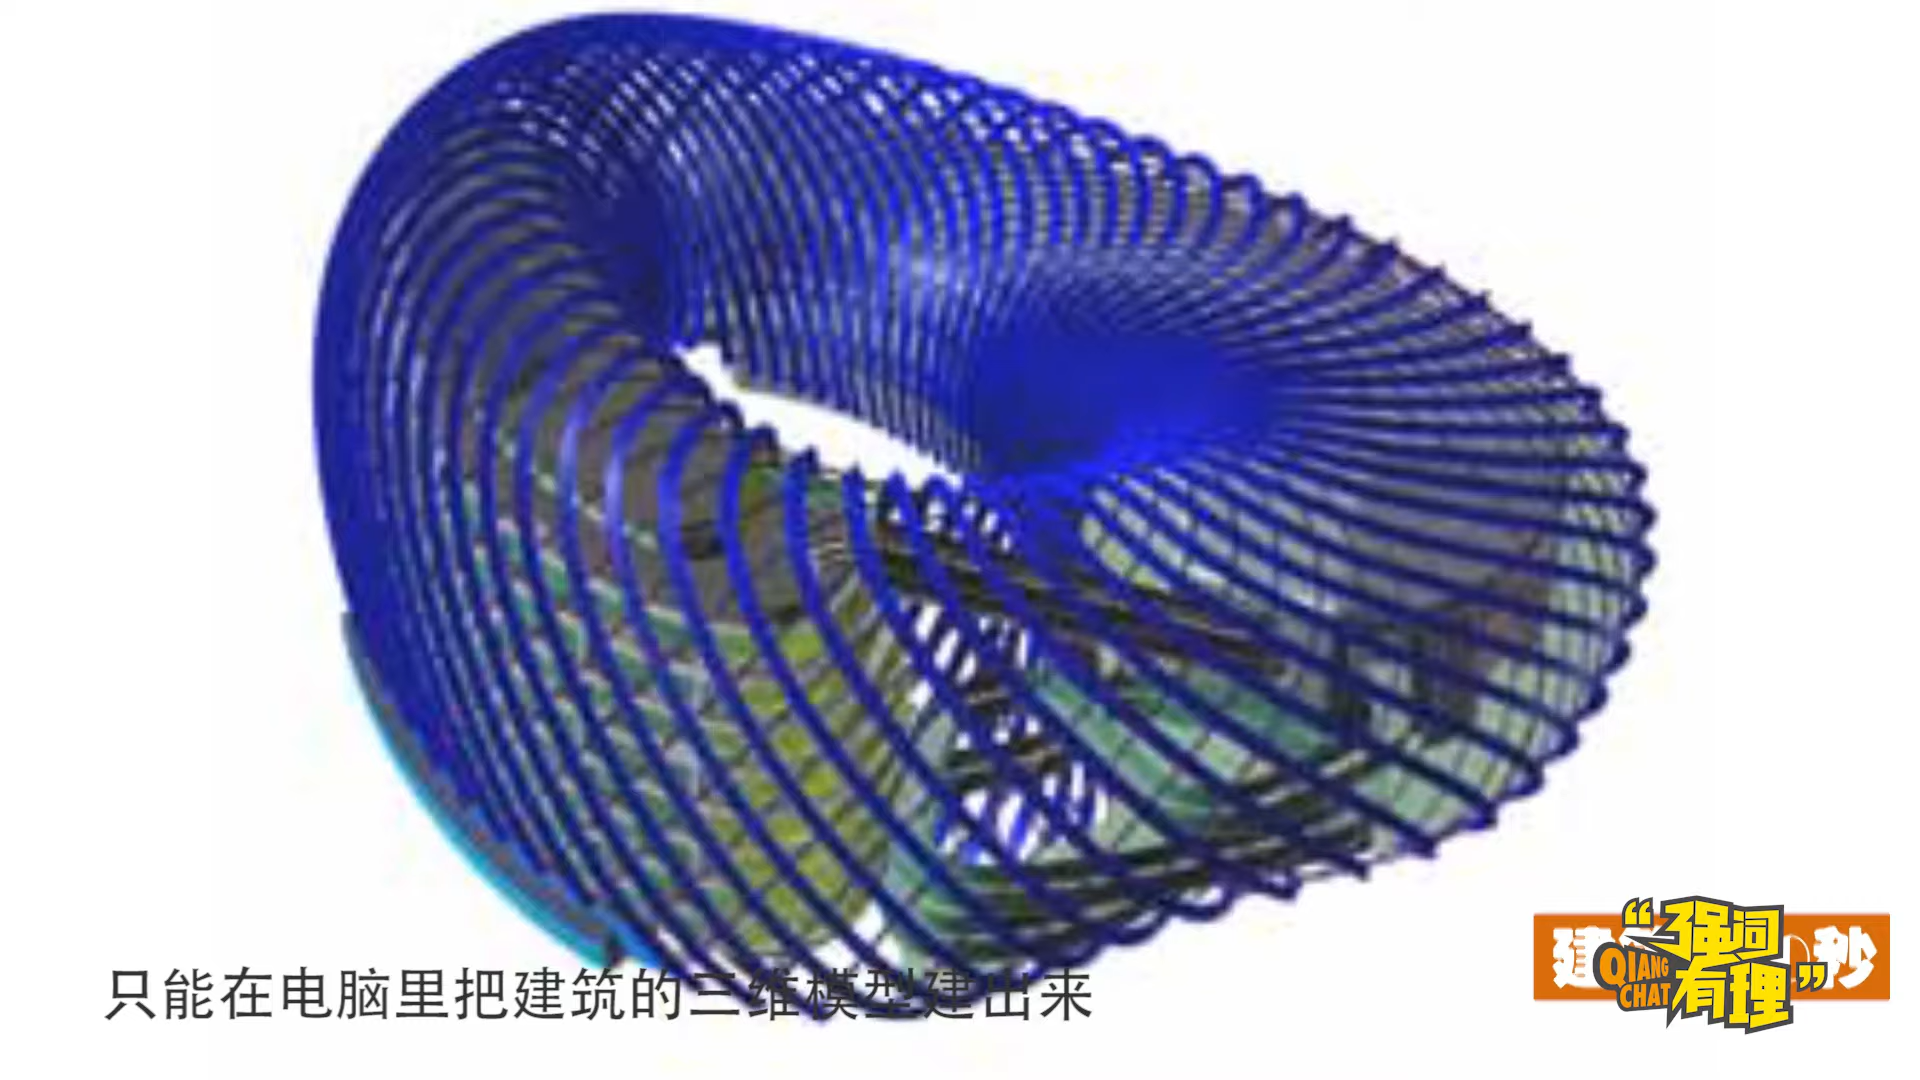 只能在电脑里把建筑的三维模型建出来
建
秒
“强词
有理”
QIANG
CHAT